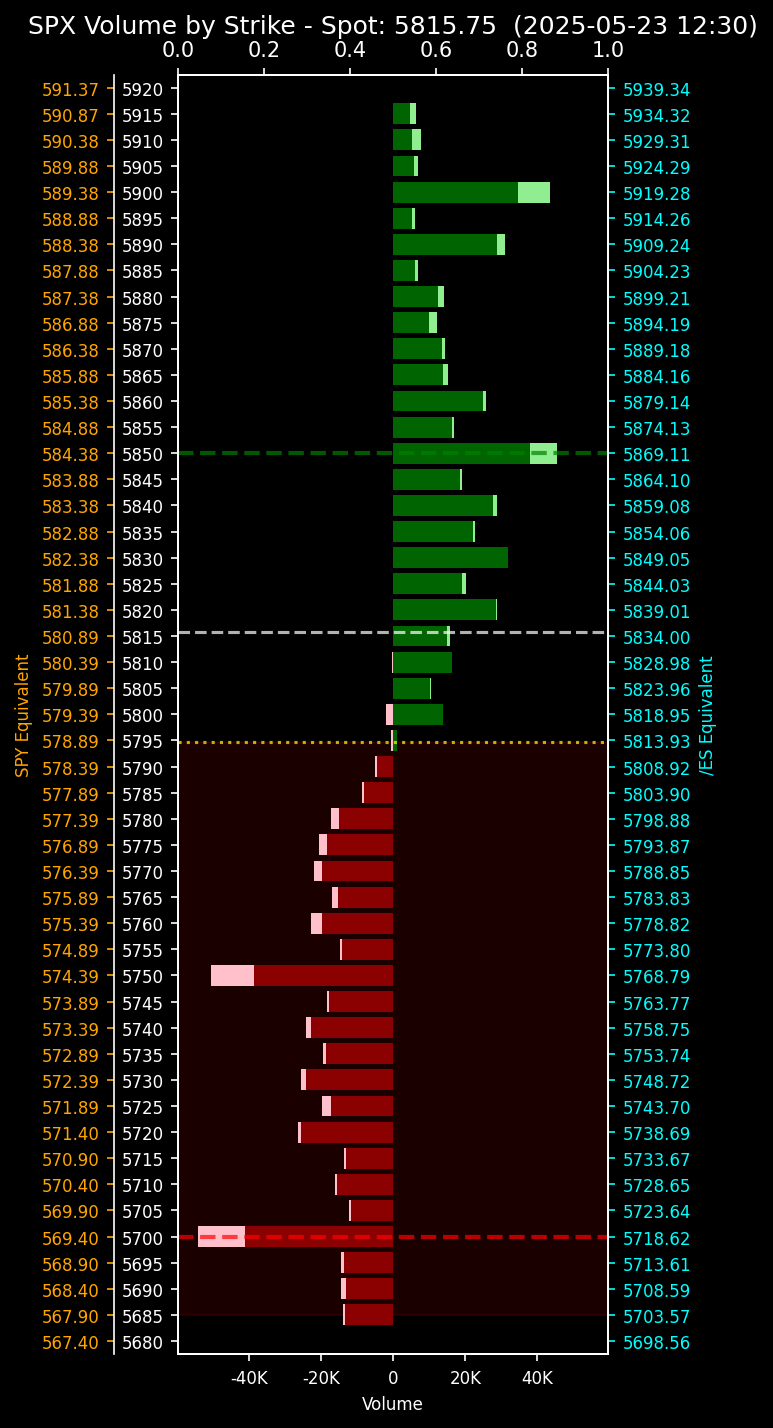 SPX Volume by Strike - Spot: 5815.75 (2025-05-23 12:30)
0.0 0.2 0.4 0.6 0.8 1.0
591.37 5920 5939.34
590.87 5915 5934.32
590.38 5910 5929.31
589.88 5905 5924.29
589.38 5900 5919.28
588.88 5895 5914.26
588.38 5890 5909.24
587.88 5885 5904.23
587.38 5880 5899.21
586.88 5875 5894.19
586.38 5870 5889.18
585.88 5865 5884.16
585.38 5860 5879.14
584.88 5855 5874.13
584.38 5850 5869.11
583.88 5845 5864.10
583.38 5840 5859.08
582.88 5835 5854.06
582.38 5830 5849.05
581.88 5825 5844.03
581.38 5820 5839.01
580.89 5815 5834.00
580.39 5810 5828.98
579.89 5805 5823.96
579.39 5800 5818.95
578.89 5795 5813.93
578.39 5790 5808.92
577.89 5785 5803.90
577.39 5780 5798.88
576.89 5775 5793.87
576.39 5770 5788.85
575.89 5765 5783.83
575.39 5760 5778.82
574.89 5755 5773.80
574.39 5750 5768.79
573.89 5745 5763.77
573.39 5740 5758.75
572.89 5735 5753.74
572.39 5730 5748.72
571.89 5725 5743.70
571.40 5720 5738.69
570.90 5715 5733.67
570.40 5710 5728.65
569.90 5705 5723.64
569.40 5700 5718.62
568.90 5695 5713.61
568.40 5690 5708.59
567.90 5685 5703.57
567.40 5680 5698.56
SPY Equivalent
/ES Equivalent
-40K -20K 0 20K 40K
Volume